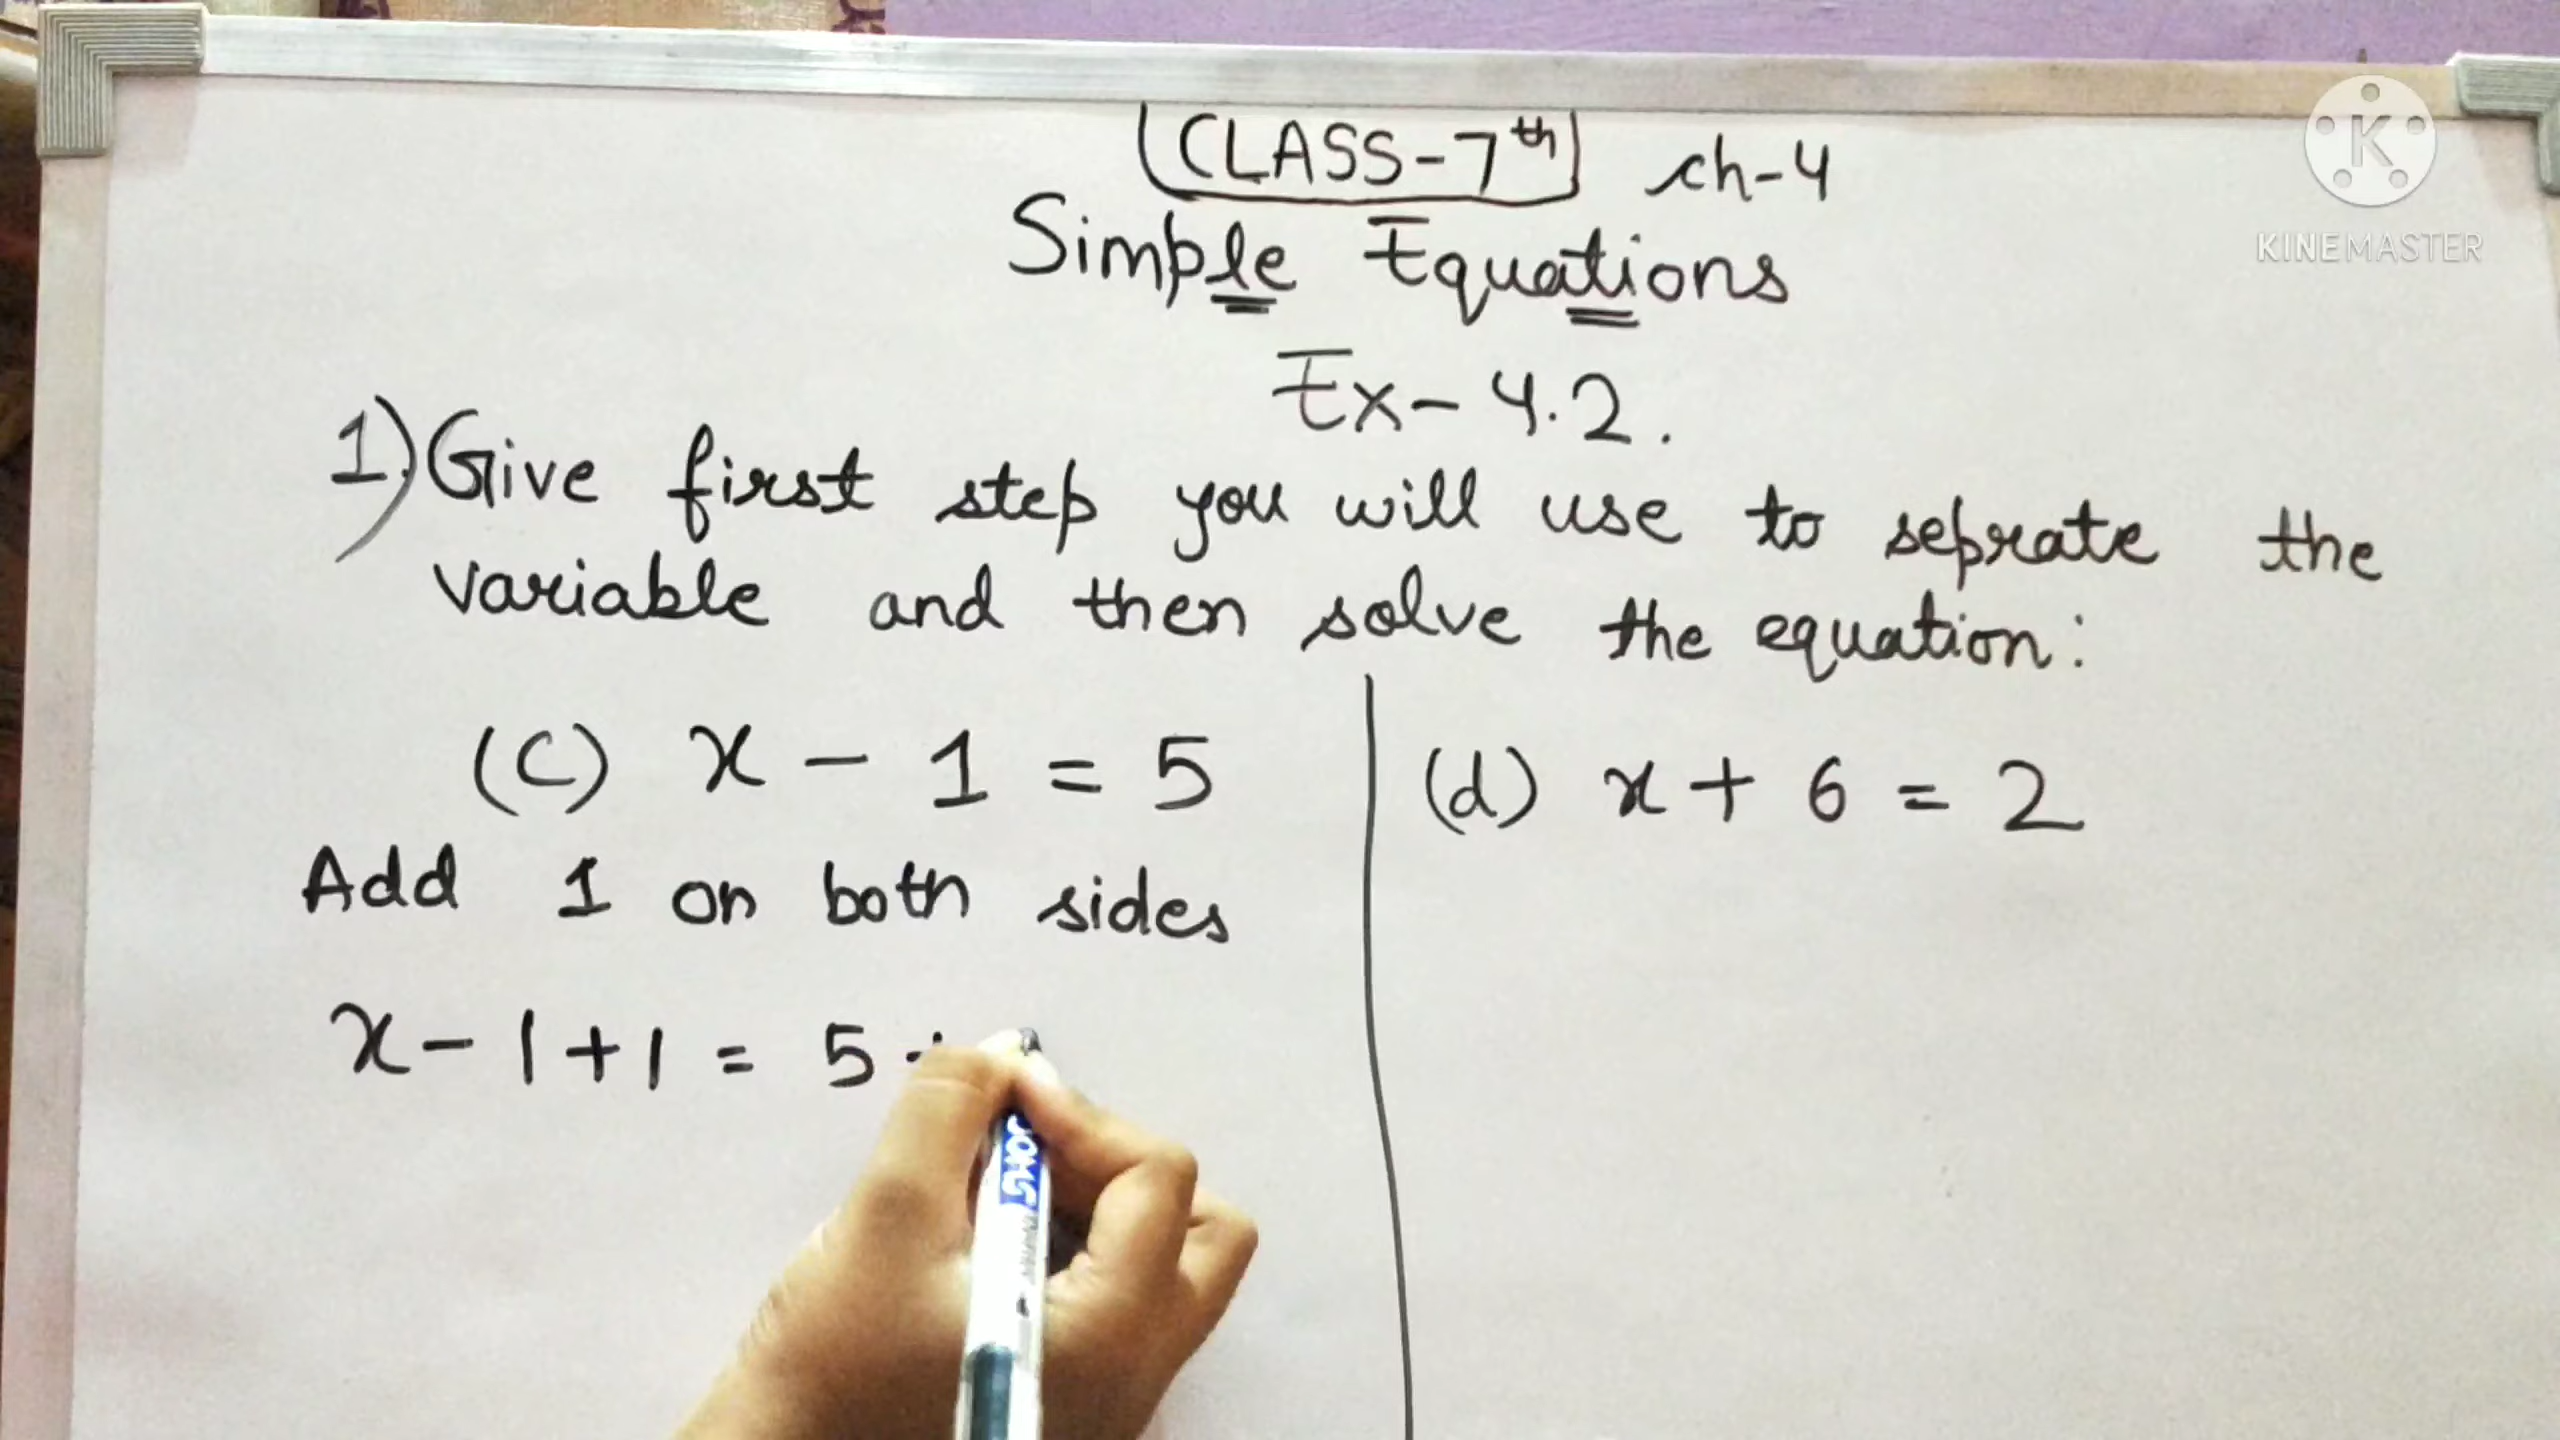 CLASS-7th ch-4
KINEMASTER
Simple Equations
Ex-4.2.
1) Give first step you will use to seprate the
variable and then solve the equation:
(C) x - 1 = 5
(d) x + 6 = 2
Add 1 on both sides
x - 1 + 1 = 5 +